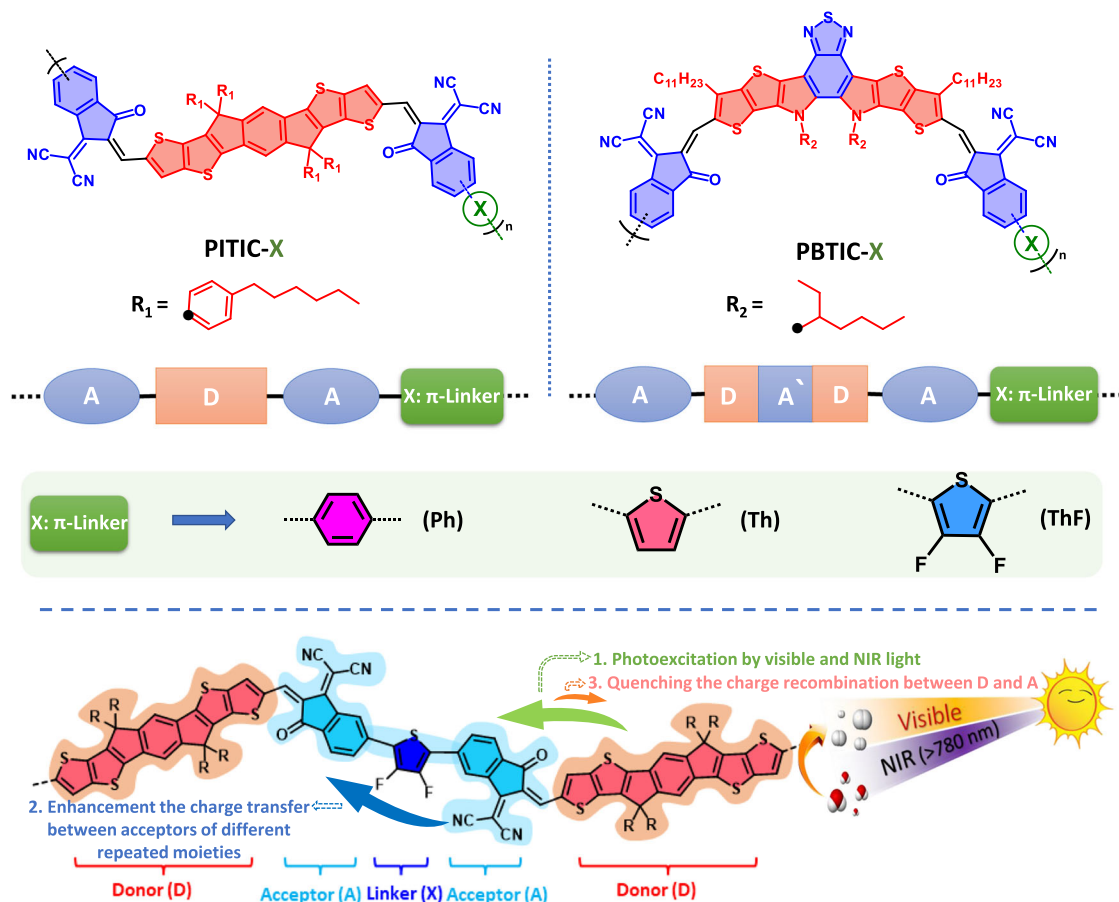 S
N N
C11H23 S S C11H23
NC CN S S CN NC
N N
R2 R2
O O
X
n
PBTIC-X
R2 =
O
R1 R1
S
S
CN
CN
NC
CN
S
S
R1
R1
O
X
n
PITIC-X
R1 =
A D A X: π-Linker
A D A` D A X: π-Linker
X: π-Linker
(Ph)
S
(Th)
S
F F
(ThF)
1. Photoexcitation by visible and NIR light
3. Quenching the charge recombination between D and A
Visible
NIR (>780 nm)
NC CN
R R
S
S
S
S
R
R
O
S
F F
O
NC
CN
R R
S
S
S
S
R R
2. Enhancement the charge transfer
between acceptors of different
repeated moieties
Donor (D) Acceptor (A) Linker (X) Acceptor (A) Donor (D)